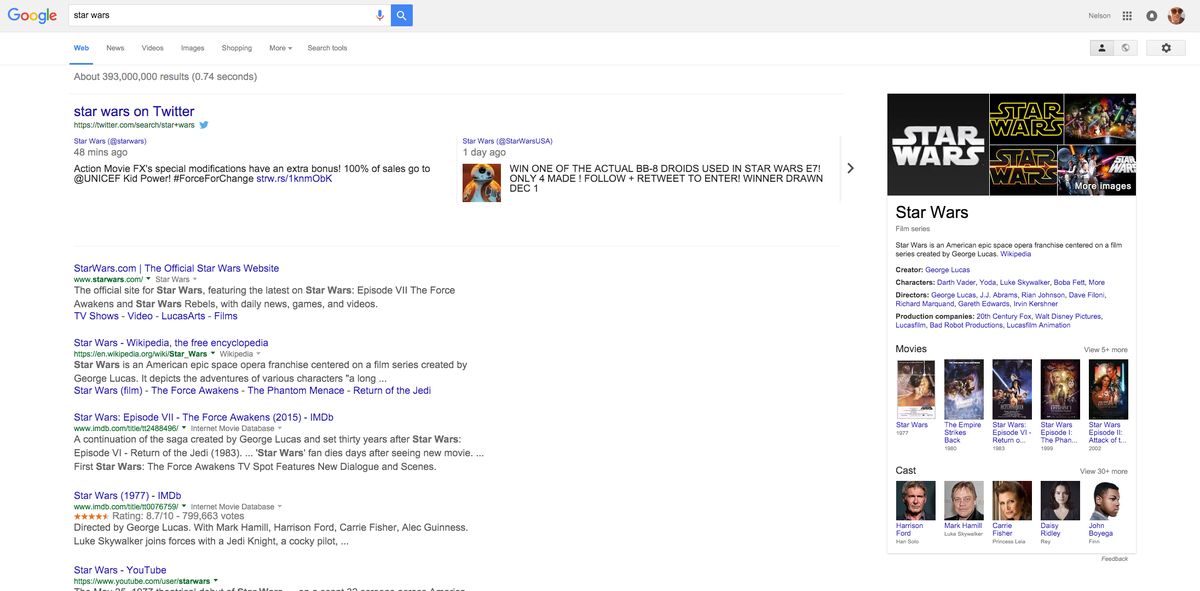 Google star wars Nelson
Web News Videos Images Shopping More Search tools
About 393,000,000 results (0.74 seconds)
star wars on Twitter
https://twitter.com/search/star+wars
Star Wars (@starwars)
48 mins ago
Action Movie FX's special modifications have an extra bonus! 100% of sales go to
@UNICEF Kid Power! #ForceForChange strw.rs/1knmObK
Star Wars (@StarWarsUSA)
1 day ago
WIN ONE OF THE ACTUAL BB-8 DROIDS USED IN STAR WARS E7!
ONLY 4 MADE ! FOLLOW + RETWEET TO ENTER! WINNER DRAWN
DEC 1
StarWars.com | The Official Star Wars Website
www.starwars.com/ Star Wars
The official site for Star Wars, featuring the latest on Star Wars: Episode VII The Force
Awakens and Star Wars Rebels, with daily news, games, and videos.
TV Shows - Video - LucasArts - Films
Star Wars - Wikipedia, the free encyclopedia
https://en.wikipedia.org/wiki/Star_Wars Wikipedia
Star Wars is an American epic space opera franchise centered on a film series created by
George Lucas. It depicts the adventures of various characters "a long ...
Star Wars (film) - The Force Awakens - The Phantom Menace - Return of the Jedi
Star Wars: Episode VII - The Force Awakens (2015) - IMDb
www.imdb.com/title/tt2488496/ Internet Movie Database
A continuation of the saga created by George Lucas and set thirty years after Star Wars:
Episode VI - Return of the Jedi (1983). ... 'Star Wars' fan dies days after seeing new movie. ...
First Star Wars: The Force Awakens TV Spot Features New Dialogue and Scenes.
Star Wars (1977) - IMDb
www.imdb.com/title/tt0076759/ Internet Movie Database
Rating: 8.7/10 - 799,663 votes
Directed by George Lucas. With Mark Hamill, Harrison Ford, Carrie Fisher, Alec Guinness.
Luke Skywalker joins forces with a Jedi Knight, a cocky pilot, ...
Star Wars - YouTube
https://www.youtube.com/user/starwars
STAR WARS
STAR WARS
STAR WARS
STAR WARS
More images
Star Wars
Film series
Star Wars is an American epic space opera franchise centered on a film
series created by George Lucas. Wikipedia
Creator: George Lucas
Characters: Darth Vader, Yoda, Luke Skywalker, Boba Fett, More
Directors: George Lucas, J.J. Abrams, Rian Johnson, Dave Filoni,
Richard Marquand, Gareth Edwards, Irvin Kershner
Production companies: 20th Century Fox, Walt Disney Pictures,
Lucasfilm, Bad Robot Productions, Lucasfilm Animation
Movies View 5+ more
Star Wars
1977
The Empire
Strikes
Back
1980
Star Wars:
Episode VI -
Return o...
1983
Star Wars
Episode I:
The Phan...
1999
Star Wars
Episode II:
Attack of t...
2002
Cast View 30+ more
Harrison
Ford
Han Solo
Mark Hamill
Luke Skywalker
Carrie
Fisher
Princess Leia
Daisy
Ridley
Rey
John
Boyega
Finn
Feedback